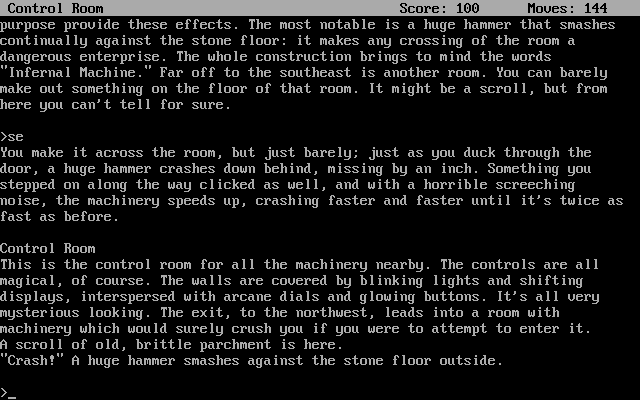 Control Room Score: 100 Moves: 144
purpose provide these effects. The most notable is a huge hammer that smashes
continually against the stone floor: it makes any crossing of the room a
dangerous enterprise. The whole construction brings to mind the words
"Infernal Machine." Far off to the southeast is another room. You can barely
make out something on the floor of that room. It might be a scroll, but from
here you can't tell for sure.
>se
You make it across the room, but just barely; just as you duck through the
door, a huge hammer crashes down behind, missing by an inch. Something you
stepped on along the way clicked as well, and with a horrible screeching
noise, the machinery speeds up, crashing faster and faster until it's twice as
fast as before.
Control Room
This is the control room for all the machinery nearby. The controls are all
magical, of course. The walls are covered by blinking lights and shifting
displays, interspersed with arcane dials and glowing buttons. It's all very
mysterious looking. The exit, to the northwest, leads into a room with
machinery which would surely crush you if you were to attempt to enter it.
A scroll of old, brittle parchment is here.
"Crash!" A huge hammer smashes against the stone floor outside.
>_